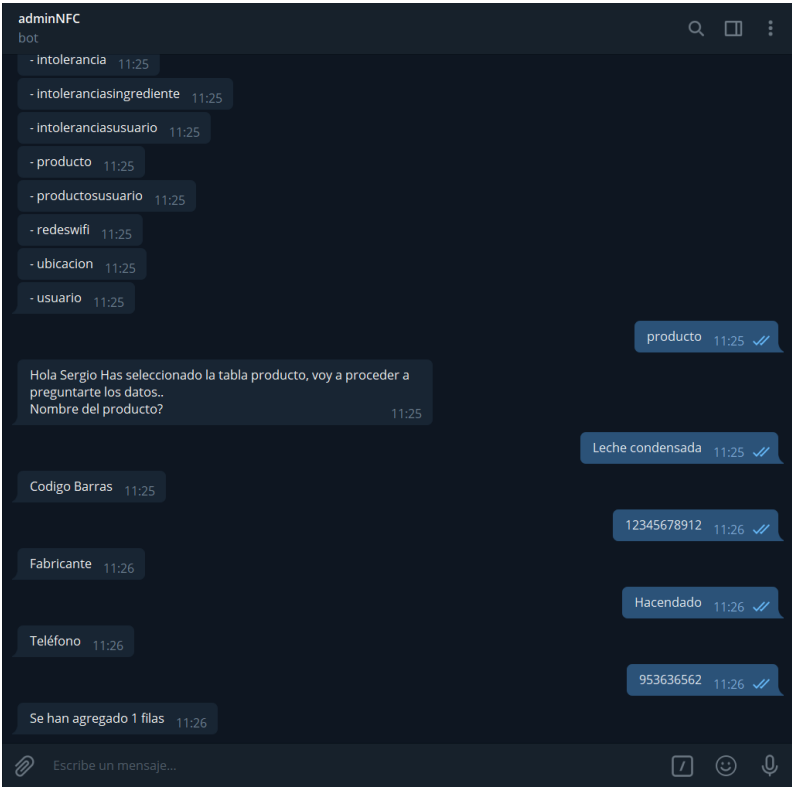 adminNFC
bot
- intolerancia 11:25
- intoleranciasingrediente 11:25
- intoleranciasusuario 11:25
- producto 11:25
- productosusuario 11:25
- redeswifi 11:25
- ubicacion 11:25
- usuario 11:25
producto 11:25
Hola Sergio Has seleccionado la tabla producto, voy a proceder a
preguntarte los datos..
Nombre del producto? 11:25
Leche condensada 11:25
Codigo Barras 11:25
12345678912 11:26
Fabricante 11:26
Hacendado 11:26
Teléfono 11:26
953636562 11:26
Se han agregado 1 filas 11:26
Escribe un mensaje...